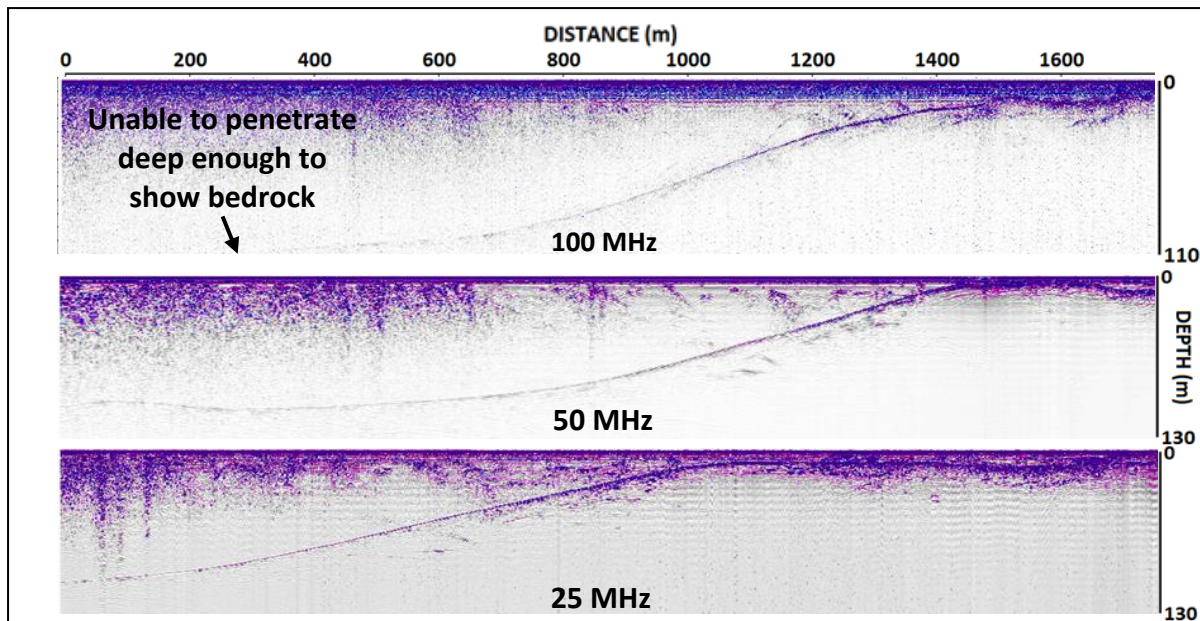 DISTANCE (m)
0 200 400 600 800 1000 1200 1400 1600
0
Unable to penetrate
deep enough to
show bedrock
100 MHz
110
0
DEPTH (m)
50 MHz
130
0
25 MHz
130